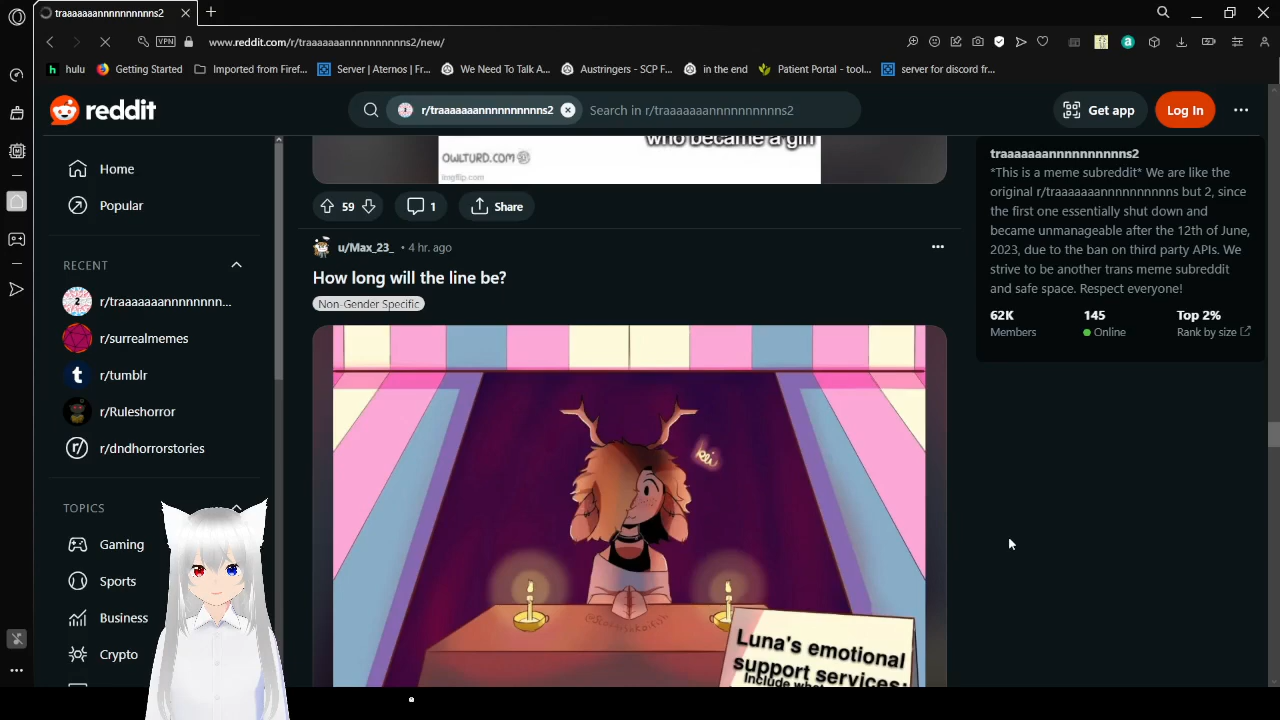 traaaaaaannnnnnnnnns2
VPN
www.reddit.com/r/traaaaaaannnnnnnnnns2/new/
hulu
Getting Started
Imported from Firef...
Server | Aternos | Fr...
We Need To Talk A...
Austringers - SCP F...
in the end
Patient Portal - tool...
server for discord fr...
reddit
r/traaaaaaannnnnnnnnns2
Search in r/traaaaaaannnnnnnnnns2
Get app
Log In
Home
Popular
RECENT
r/traaaaaaannnnnnn...
r/surrealmemes
r/tumblr
r/Ruleshorror
r/dndhorrorstories
TOPICS
Gaming
Sports
Business
Crypto
who became a girl
OWLTURD.COM
imgflip.com
59
1
Share
u/Max_23_ • 4 hr. ago
How long will the line be?
Non-Gender Specific
Luna's emotional
support services:
traaaaaaannnnnnnnnns2
*This is a meme subreddit* We are like the
original r/traaaaaaannnnnnnnnns but 2, since
the first one essentially shut down and
became unmanageable after the 12th of June,
2023, due to the ban on third party APIs. We
strive to be another trans meme subreddit
and safe space. Respect everyone!
62K
Members
145
Online
Top 2%
Rank by size